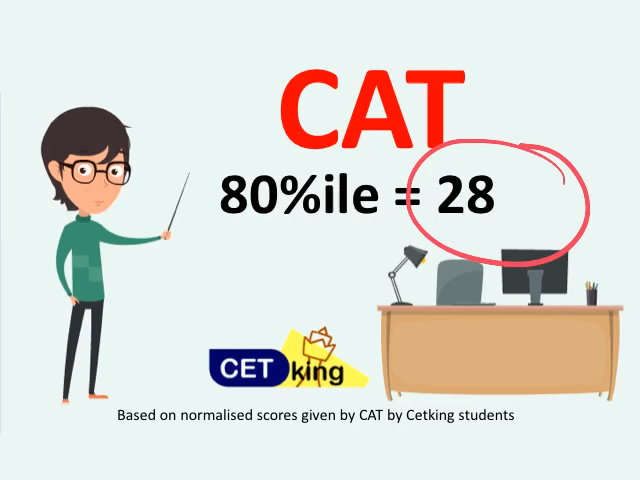 CAT
80%ile = 28
CET king
Based on normalised scores given by CAT by Cetking students